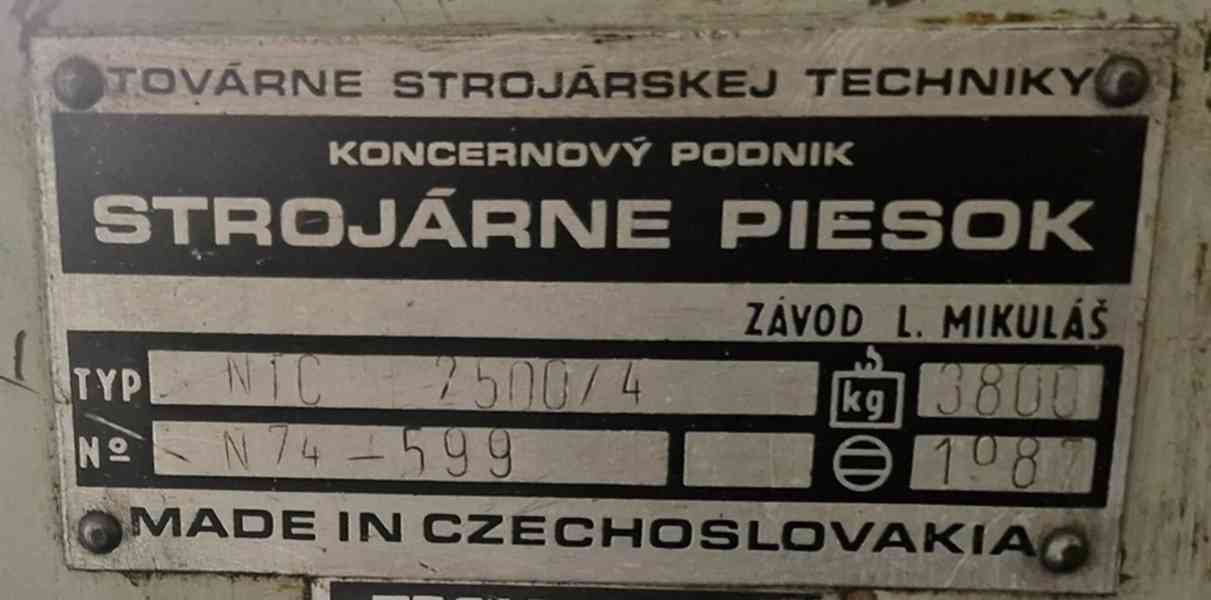 TOVÁRNE STROJÁRSKEJ TECHNIKY
KONCERNOVÝ PODNIK
STROJÁRNE PIESOK
ZÁVOD L. MIKULÁŠ
TYP NTC 2500/4 kg 3800
Nº N74-599 1987
MADE IN CZECHOSLOVAKIA